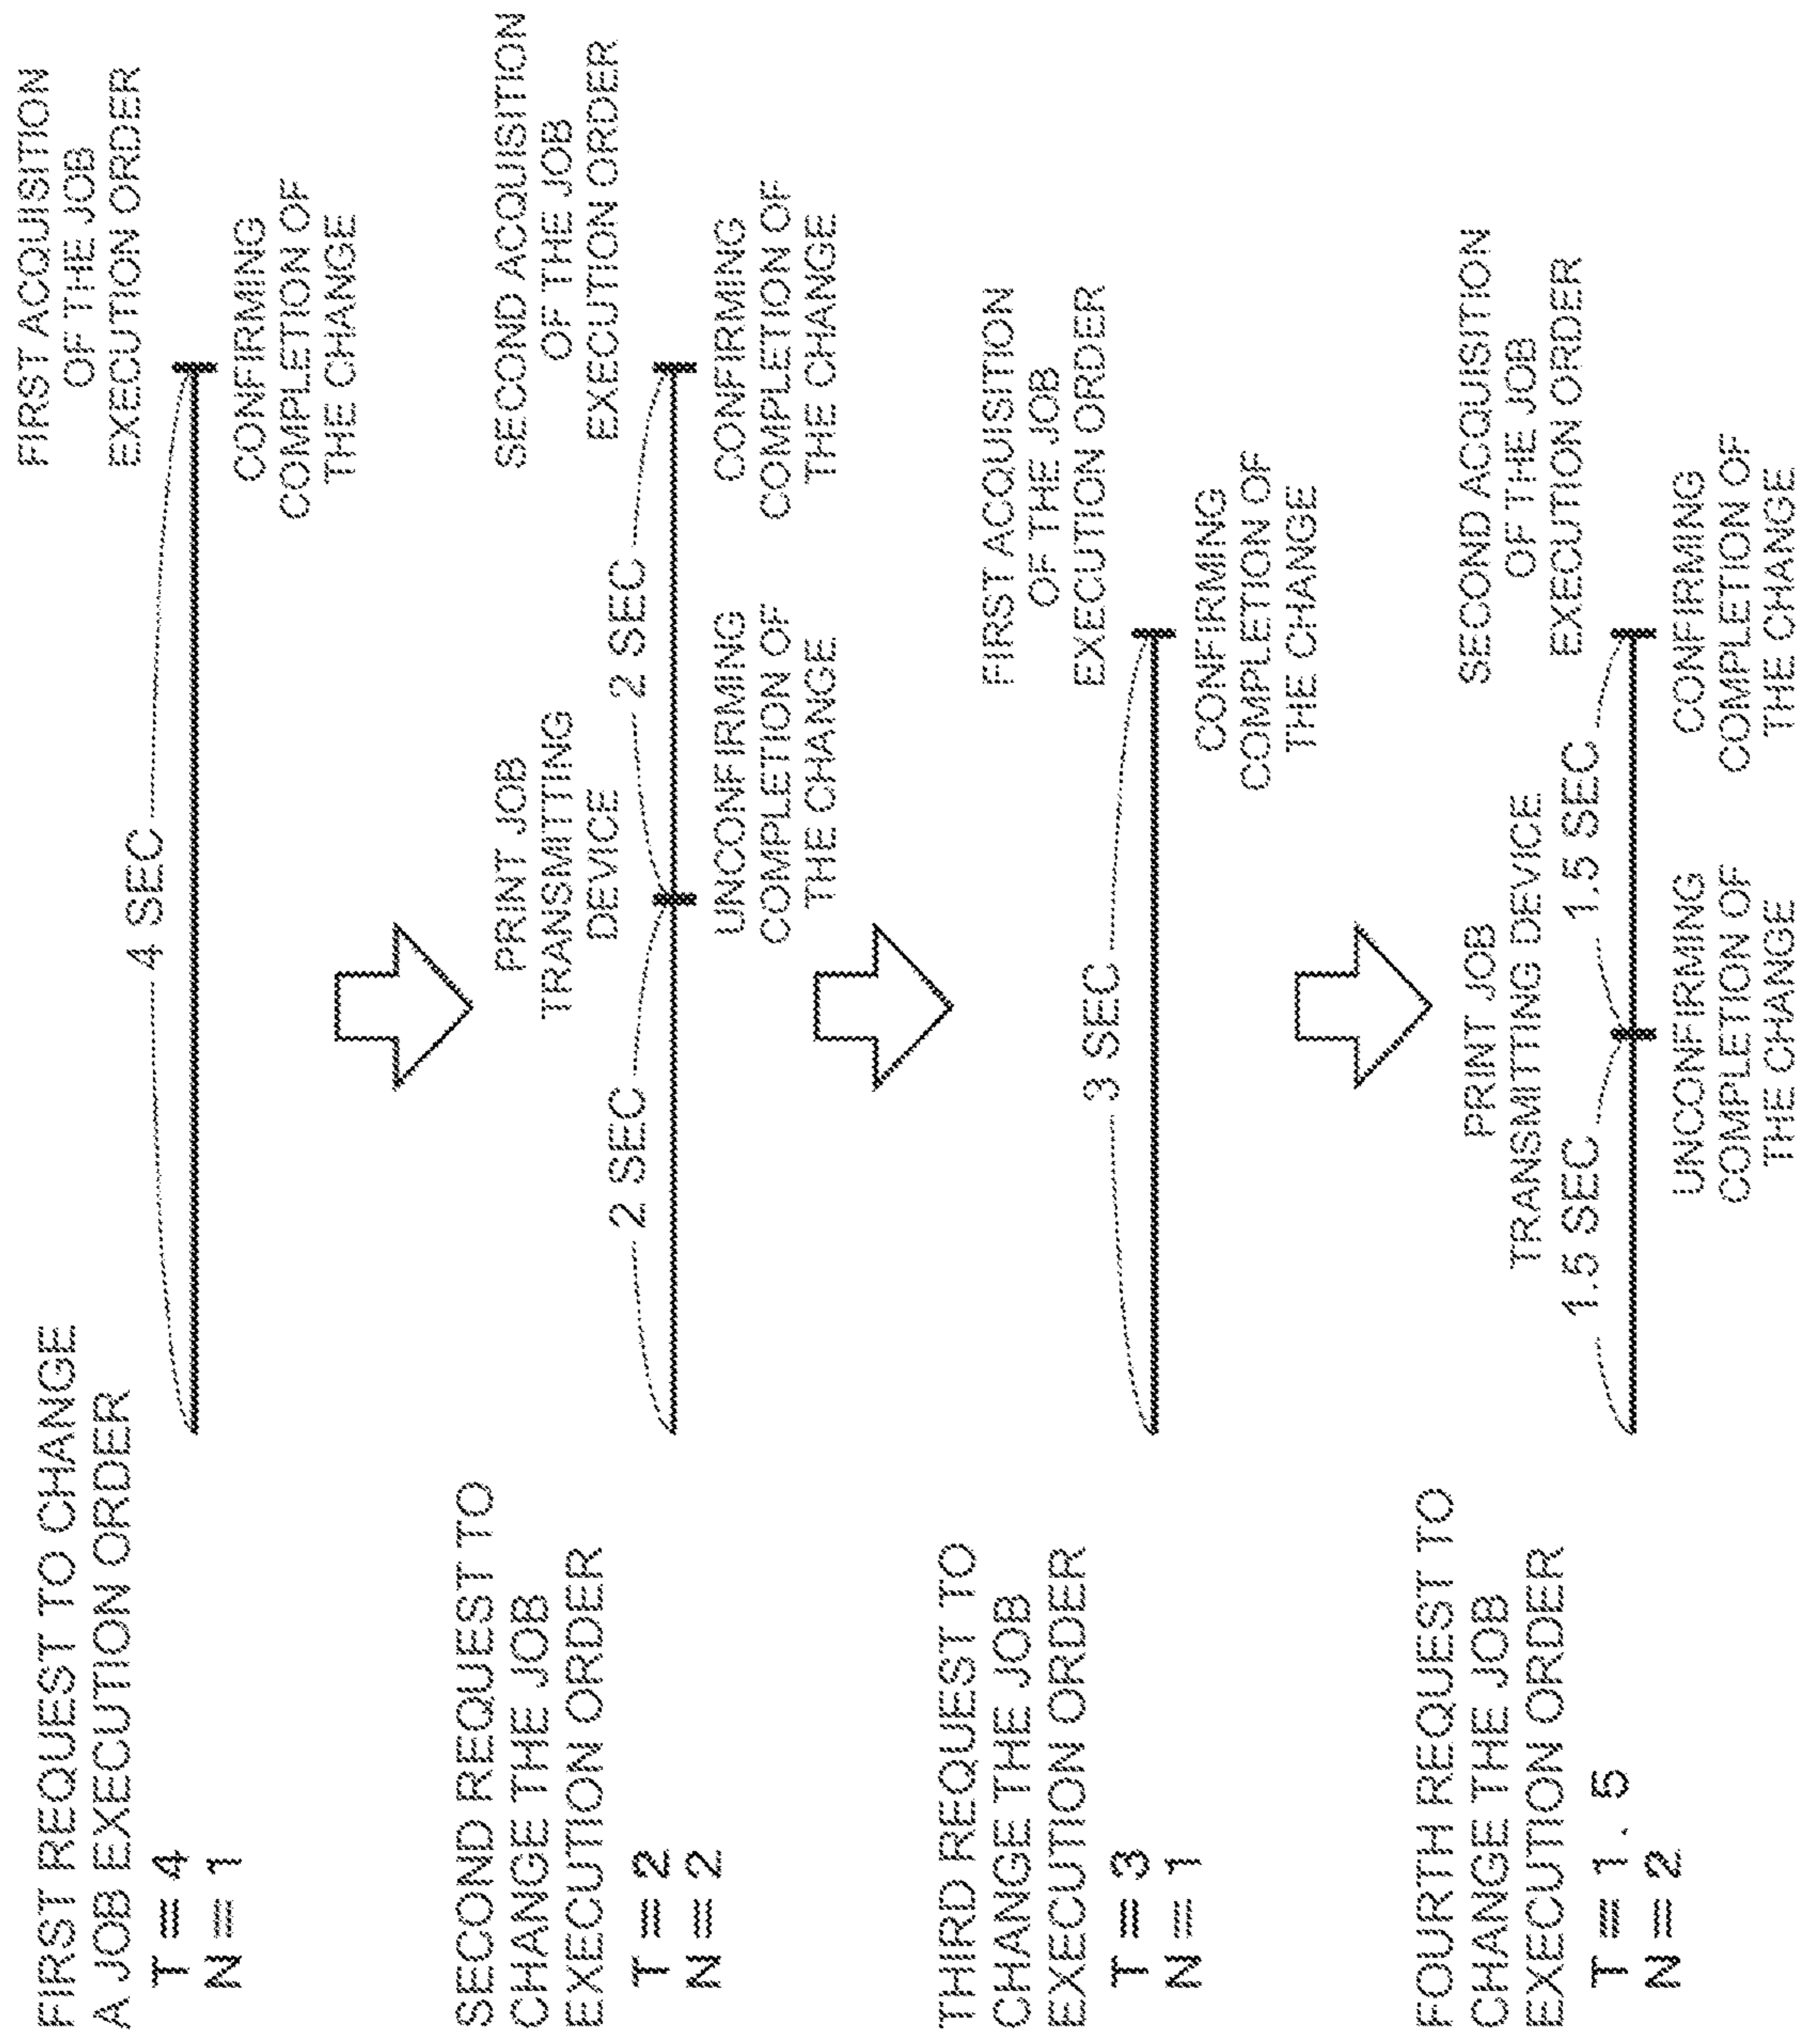 FIRST REQUEST TO CHANGE
A JOB EXECUTION ORDER
T=4
N=1
4 SEC
FIRST ACQUISITION
OF THE JOB
EXECUTION ORDER
CONFIRMING
COMPLETION OF
THE CHANGE
SECOND REQUEST TO
CHANGE THE JOB
EXECUTION ORDER
T=2
N=2
2 SEC
PRINT JOB
TRANSMITTING
DEVICE
UNCONFIRMING
COMPLETION OF
THE CHANGE
2 SEC
SECOND ACQUISITION
OF THE JOB
EXECUTION ORDER
CONFIRMING
COMPLETION OF
THE CHANGE
THIRD REQUEST TO
CHANGE THE JOB
EXECUTION ORDER
T=3
N=1
3 SEC
FIRST ACQUISITION
OF THE JOB
EXECUTION ORDER
CONFIRMING
COMPLETION OF
THE CHANGE
FOURTH REQUEST TO
CHANGE THE JOB
EXECUTION ORDER
T=1.5
N=2
1.5 SEC
PRINT JOB
TRANSMITTING DEVICE
UNCONFIRMING
COMPLETION OF
THE CHANGE
1.5 SEC
SECOND ACQUISITION
OF THE JOB
EXECUTION ORDER
CONFIRMING
COMPLETION OF
THE CHANGE